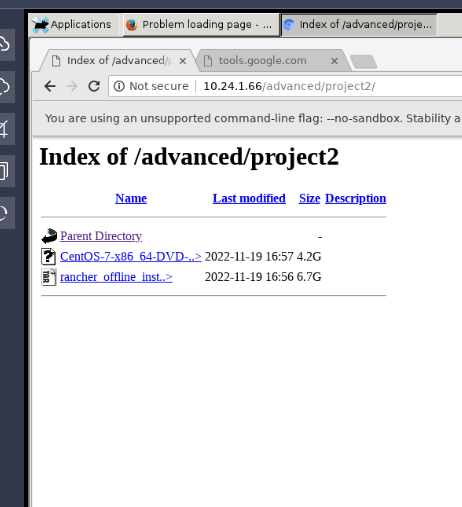 Applications Problem loading page - ... Index of /advanced/proje...
Index of /advanced/p tools.google.com
Not secure 10.24.1.66/advanced/project2/
You are using an unsupported command-line flag: --no-sandbox. Stability a
Index of /advanced/project2
Name Last modified Size Description
Parent Directory -
CentOS-7-x86_64-DVD-..> 2022-11-19 16:57 4.2G
rancher_offline_inst..> 2022-11-19 16:56 6.7G